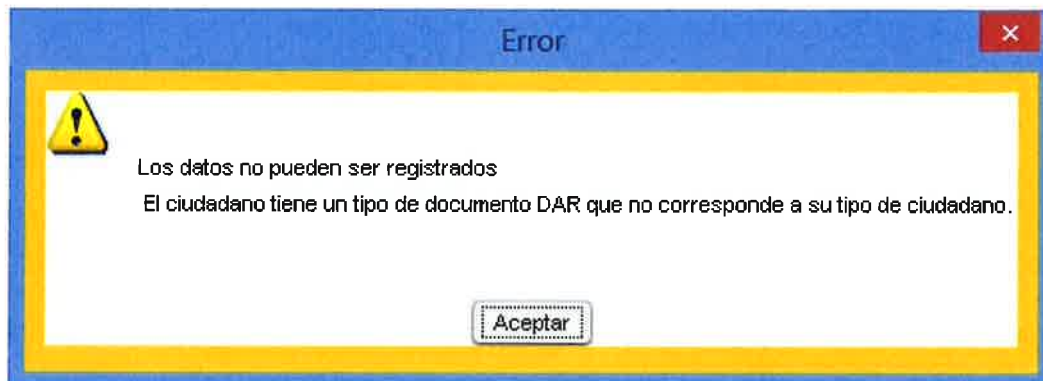 Error
Los datos no pueden ser registrados
El ciudadano tiene un tipo de documento DAR que no corresponde a su tipo de ciudadano.
Aceptar